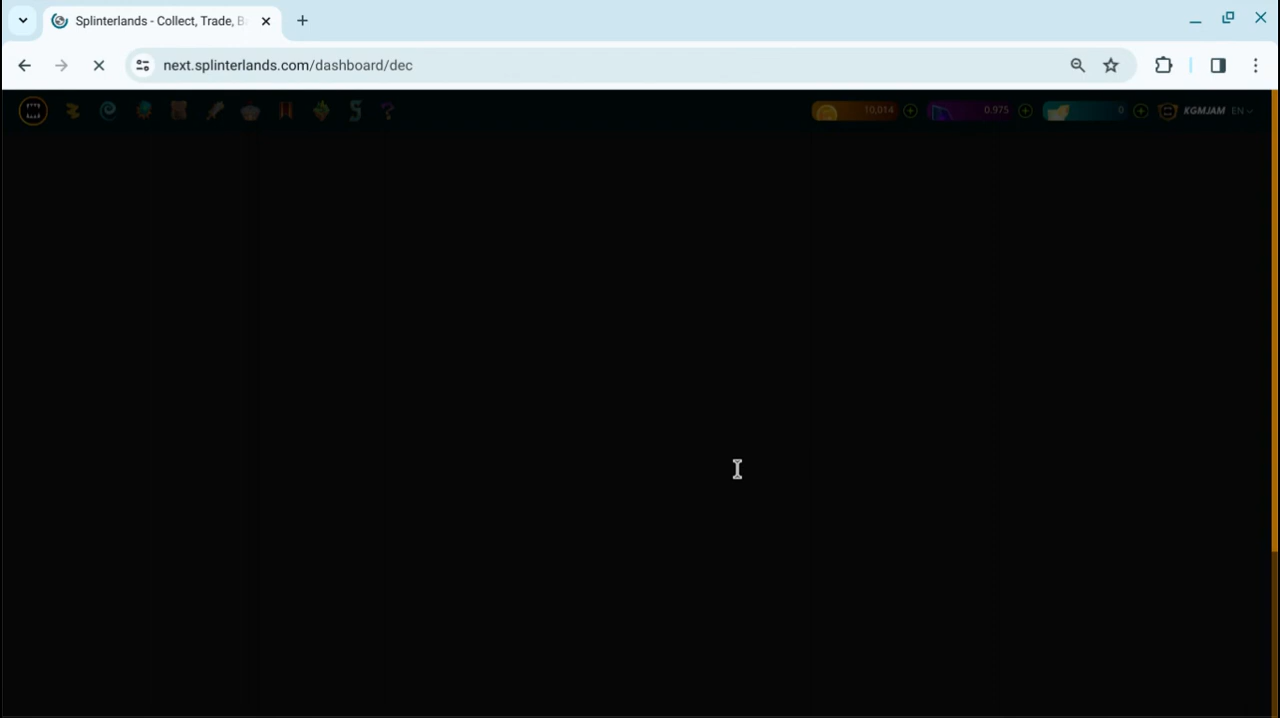 Splinterlands - Collect, Trade, B
next.splinterlands.com/dashboard/dec
10,014
0.975
0
KGMJAM EN